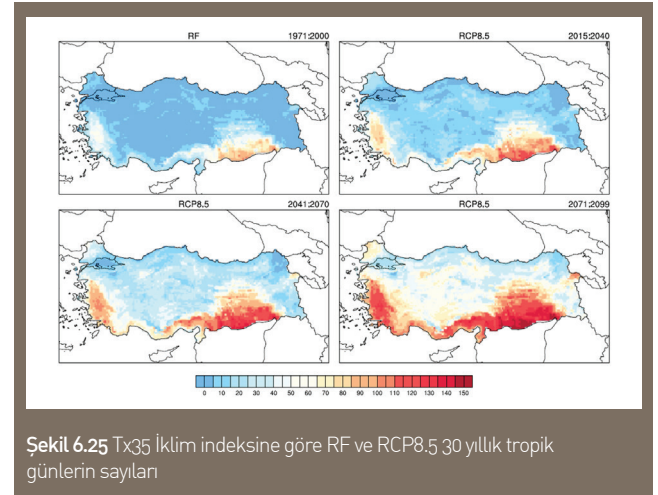 RF 1971:2000
RCP8.5 2015:2040
RCP8.5 2041:2070
RCP8.5 2071:2099
0 10 20 30 40 50 60 70 80 90 100 110 120 130 140 150
Şekil 6.25 Tx35 İklim indeksine göre RF ve RCP8.5 30 yıllık tropik
günlerin sayıları